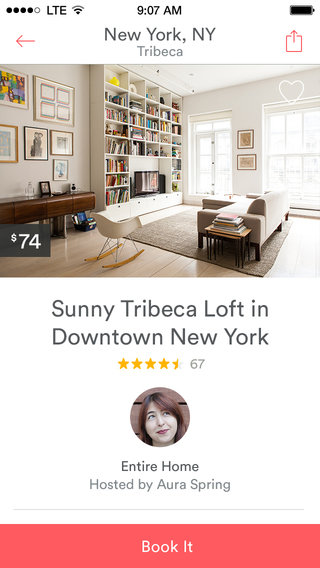 LTE 9:07 AM
New York, NY
Tribeca
$74
Sunny Tribeca Loft in
Downtown New York
67
Entire Home
Hosted by Aura Spring
Book It